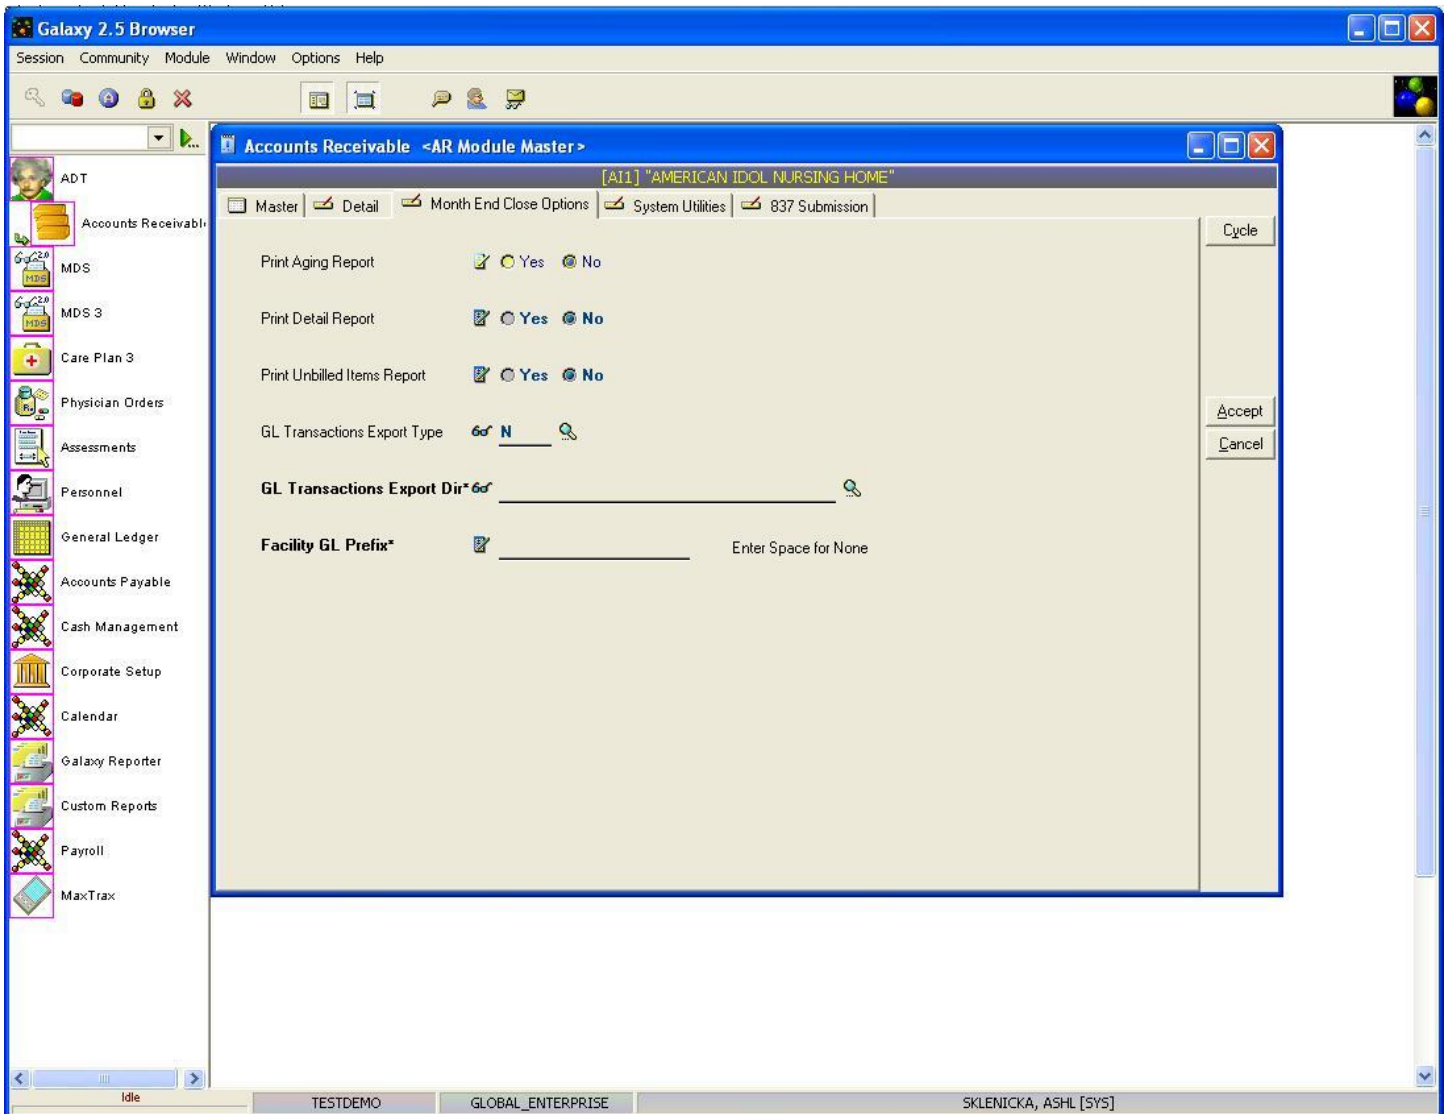 Galaxy 2.5 Browser
Session Community Module Window Options Help
Accounts Receivable <AR Module Master>
[AI1] "AMERICAN IDOL NURSING HOME"
Master Detail Month End Close Options System Utilities 837 Submission
ADT
Accounts Receivabl
MDS
MDS 3
Care Plan 3
Physician Orders
Assessments
Personnel
General Ledger
Accounts Payable
Cash Management
Corporate Setup
Calendar
Galaxy Reporter
Custom Reports
Payroll
MaxTrax
Print Aging Report Yes No
Print Detail Report Yes No
Print Unbilled Items Report Yes No
GL Transactions Export Type N
GL Transactions Export Dir*
Facility GL Prefix* Enter Space for None
Cycle
Accept
Cancel
Idle TESTDEMO GLOBAL_ENTERPRISE SKLENICKA, ASHL [SYS]